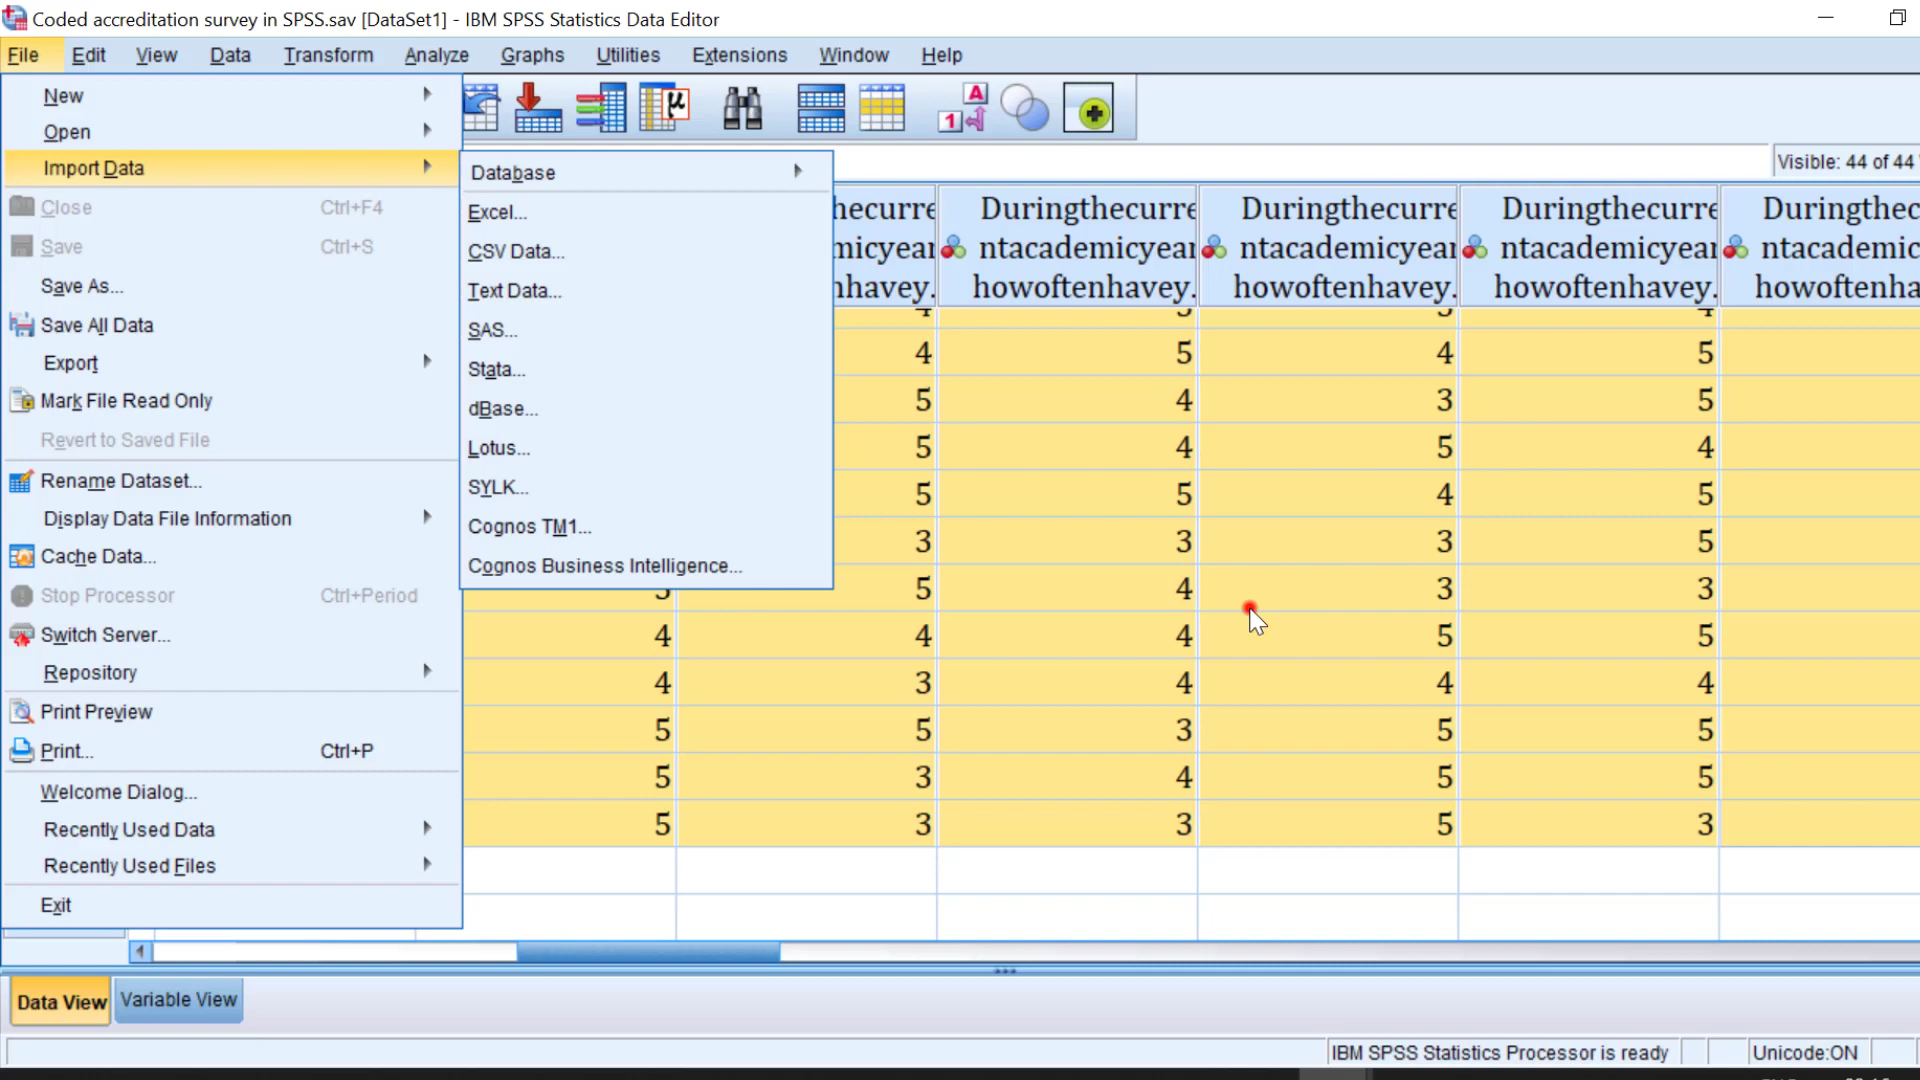 Coded accreditation survey in SPSS.sav [DataSet1] - IBM SPSS Statistics Data Editor
File Edit View Data Transform Analyze Graphs Utilities Extensions Window Help
New
Open
Import Data
Close Ctrl+F4
Save Ctrl+S
Save As...
Save All Data
Export
Mark File Read Only
Revert to Saved File
Rename Dataset...
Display Data File Information
Cache Data...
Stop Processor Ctrl+Period
Switch Server...
Repository
Print Preview
Print... Ctrl+P
Welcome Dialog...
Recently Used Data
Recently Used Files
Exit
Database
Excel...
CSV Data...
Text Data...
SAS...
Stata...
dBase...
Lotus...
SYLK...
Cognos TM1...
Cognos Business Intelligence...
µ
A
1
Visible: 44 of 44
hecurre Duringthecurre Duringthecurre Duringthecurre Duringthec
micyear ntacademicyear ntacademicyear ntacademicyear ntacademic
nhavey. howoftenhavey. howoftenhavey. howoftenhavey. howoftenha
4 5 4 5
5 4 3 5
5 4 5 4
5 5 4 5
3 3 3 5
5 4 3 3
4 4 4 5 5
4 3 4 4 4
5 5 3 5 5
5 3 4 5 5
5 3 3 5 3
Data View Variable View
IBM SPSS Statistics Processor is ready Unicode:ON